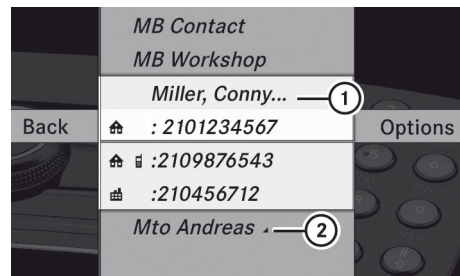 MB Contact
MB Workshop
Miller, Conny...
1
Back
: 2101234567
Options
:2109876543
:210456712
Mto Andreas
2